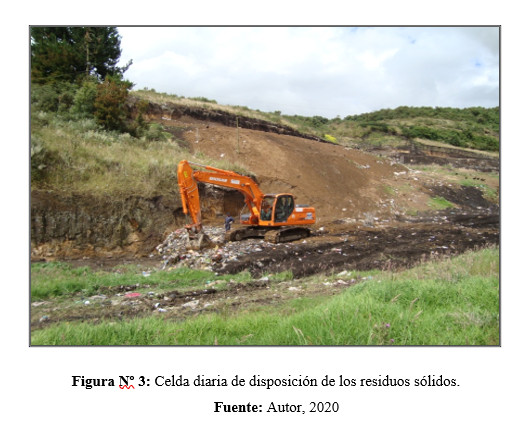 Figura Nº 3: Celda diaria de disposición de los residuos sólidos.
Fuente: Autor, 2020